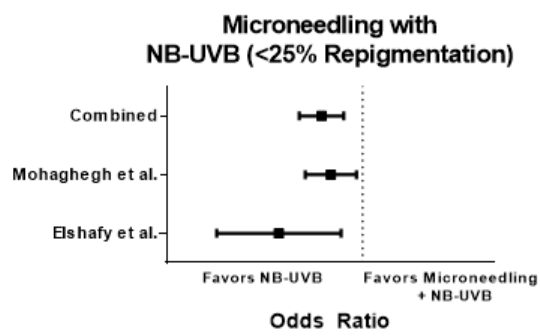 Microneedling with
NB-UVB (<25% Repigmentation)
Combined
Mohaghegh et al.
Elshafy et al.
Favors NB-UVB
Favors Microneedling
+ NB-UVB
Odds Ratio